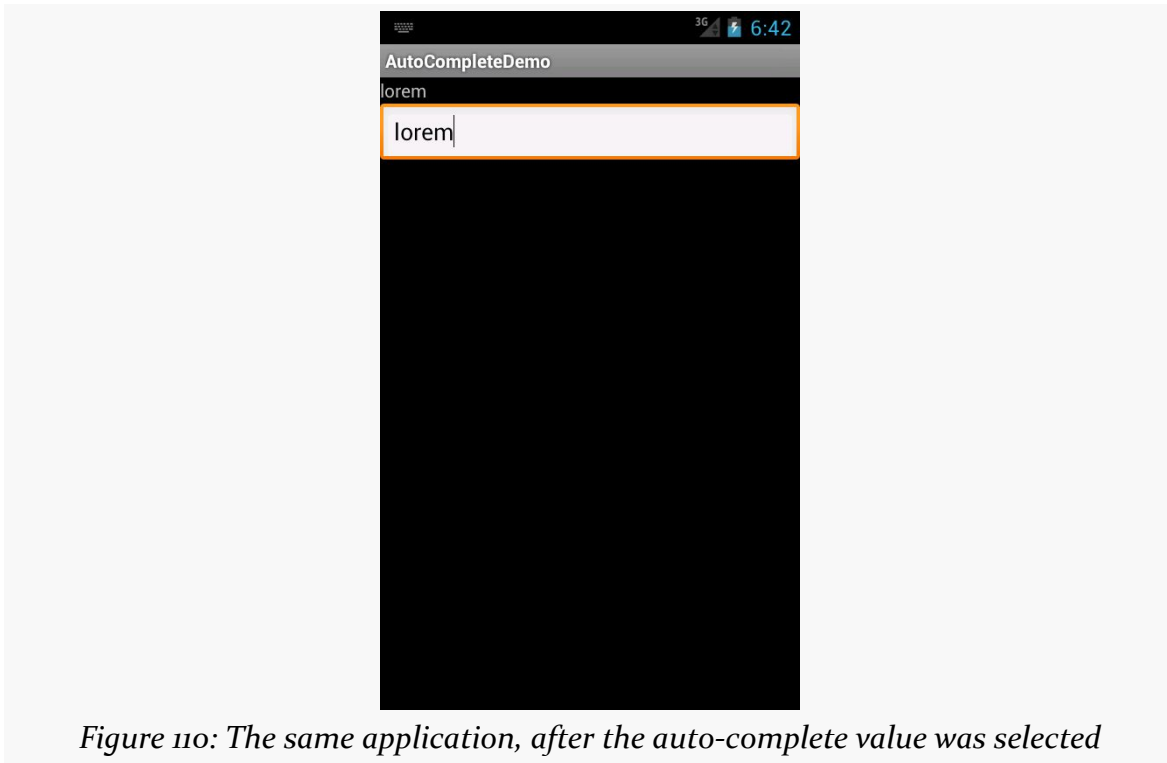 3G 6:42
AutoCompleteDemo
lorem
lorem
Figure 110: The same application, after the auto-complete value was selected